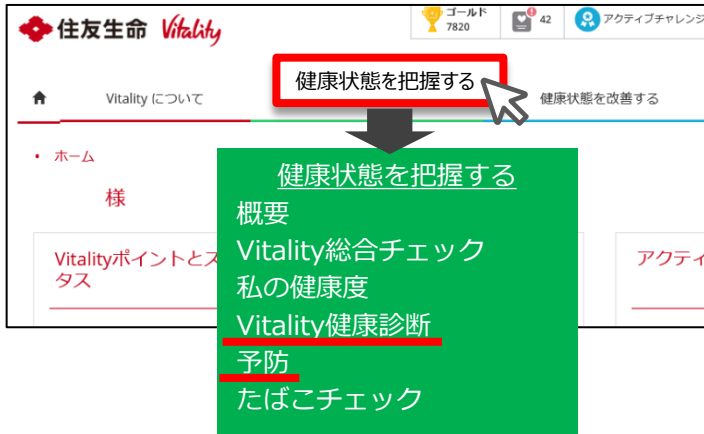 住友生命 Vitality
ゴールド
7820
42
アクティブチャレンジ
Vitality について
健康状態を把握する
健康状態を改善する
• ホーム
様
Vitalityポイントとス
タス
アクティ
健康状態を把握する
概要
Vitality総合チェック
私の健康度
Vitality健康診断
予防
たばこチェック